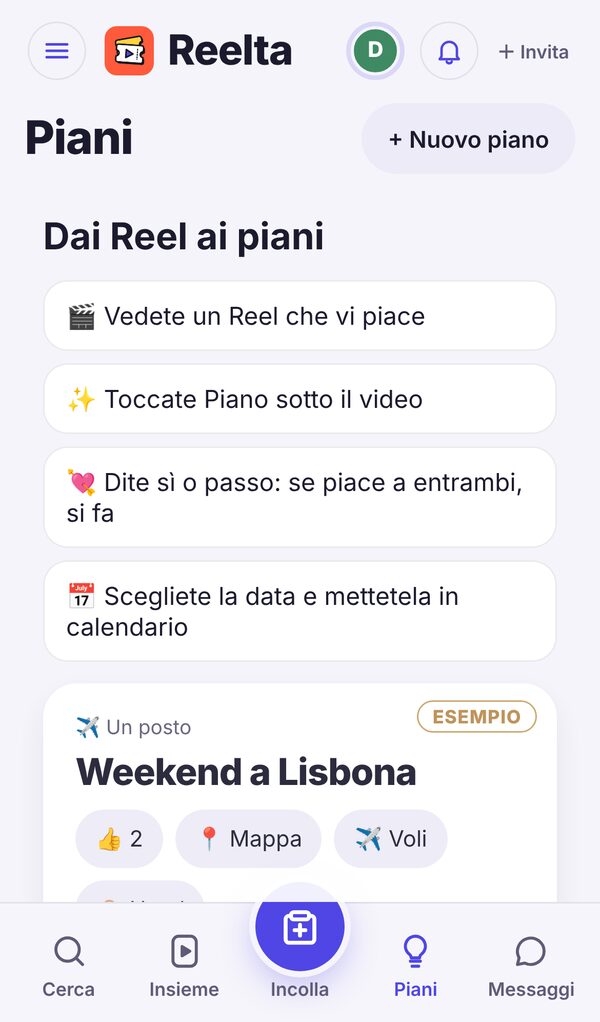 Reelta
D
+ Invita
Piani
+ Nuovo piano
Dai Reel ai piani
🎬 Vedete un Reel che vi piace
✨ Toccate Piano sotto il video
💘 Dite sì o passo: se piace a entrambi,
si fa
📅 Scegliete la data e mettetela in
calendario
✈️ Un posto
ESEMPIO
Weekend a Lisbona
👍 2
📍 Mappa
✈️ Voli
Cerca
Insieme
Incolla
Piani
Messaggi